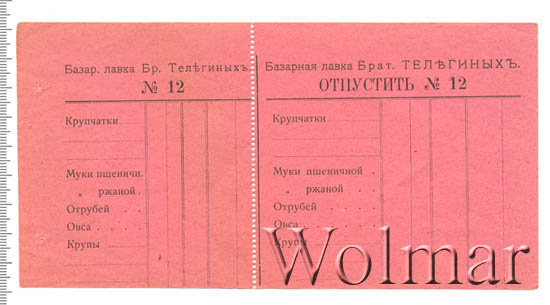 Базар. лавка Бр. Телѣгиныхъ.
№ 12
Крупчатки
Муки пшеничн.
„ ржаной.
Отрубей . . .
Овса . . .
Крупы
Базарная лавка Брат. ТЕЛѢГИНЫХЪ.
ОТПУСТИТЬ № 12
Крупчатки
Муки пшеничной .
„ ржаной .
Отрубей . . .
Овса . . .
Крупы
Wolmar